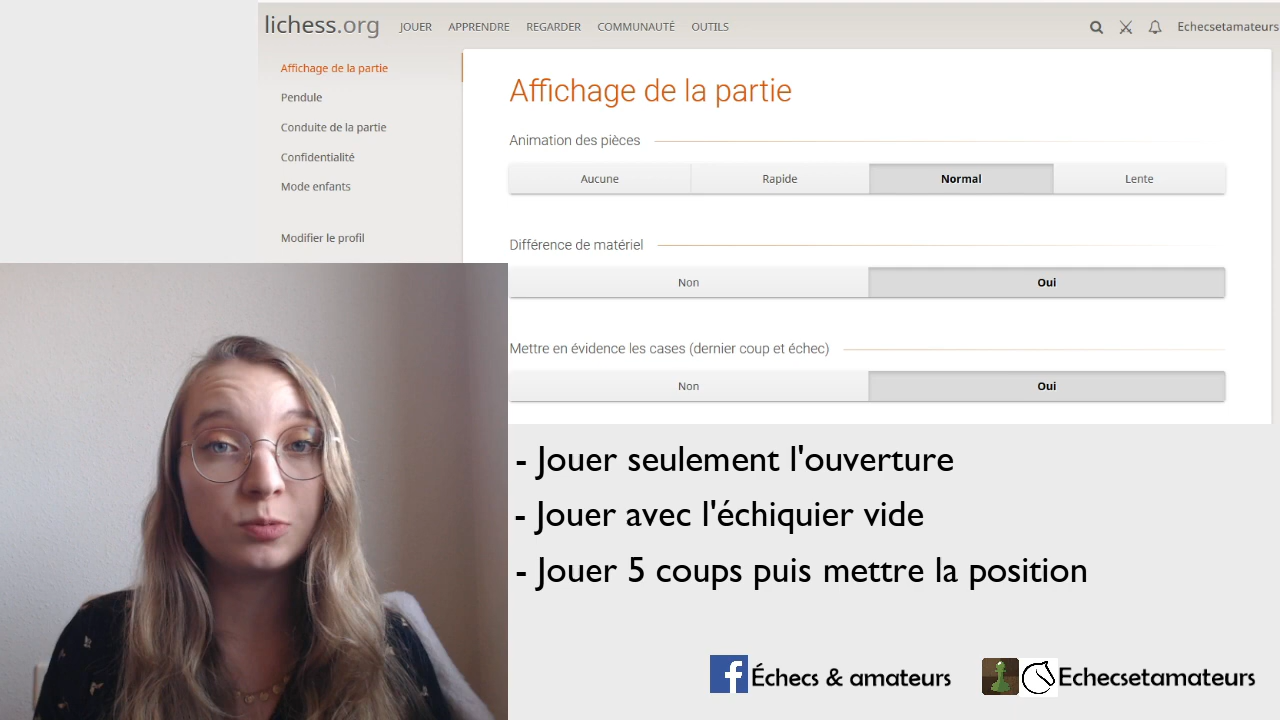 lichess.org JOUER APPRENDRE REGARDER COMMUNAUTÉ OUTILS Echecsetamateurs
Affichage de la partie
Pendule
Conduite de la partie
Confidentialité
Mode enfants
Modifier le profil
Affichage de la partie
Animation des pièces
Aucune Rapide Normal Lente
Différence de matériel
Non Oui
Mettre en évidence les cases (dernier coup et échec)
Non Oui
- Jouer seulement l'ouverture
- Jouer avec l'échiquier vide
- Jouer 5 coups puis mettre la position
f Échecs & amateurs Echecsetamateurs